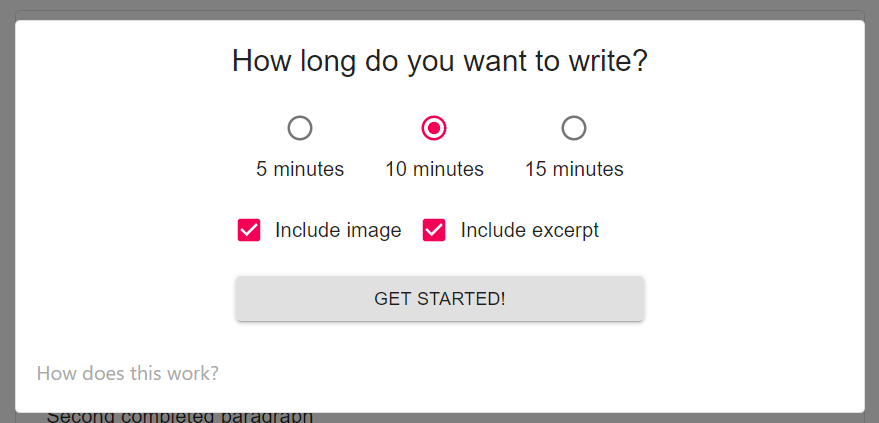 How long do you want to write?
5 minutes 10 minutes 15 minutes
Include image Include excerpt
GET STARTED!
How does this work?
Second completed paragraph